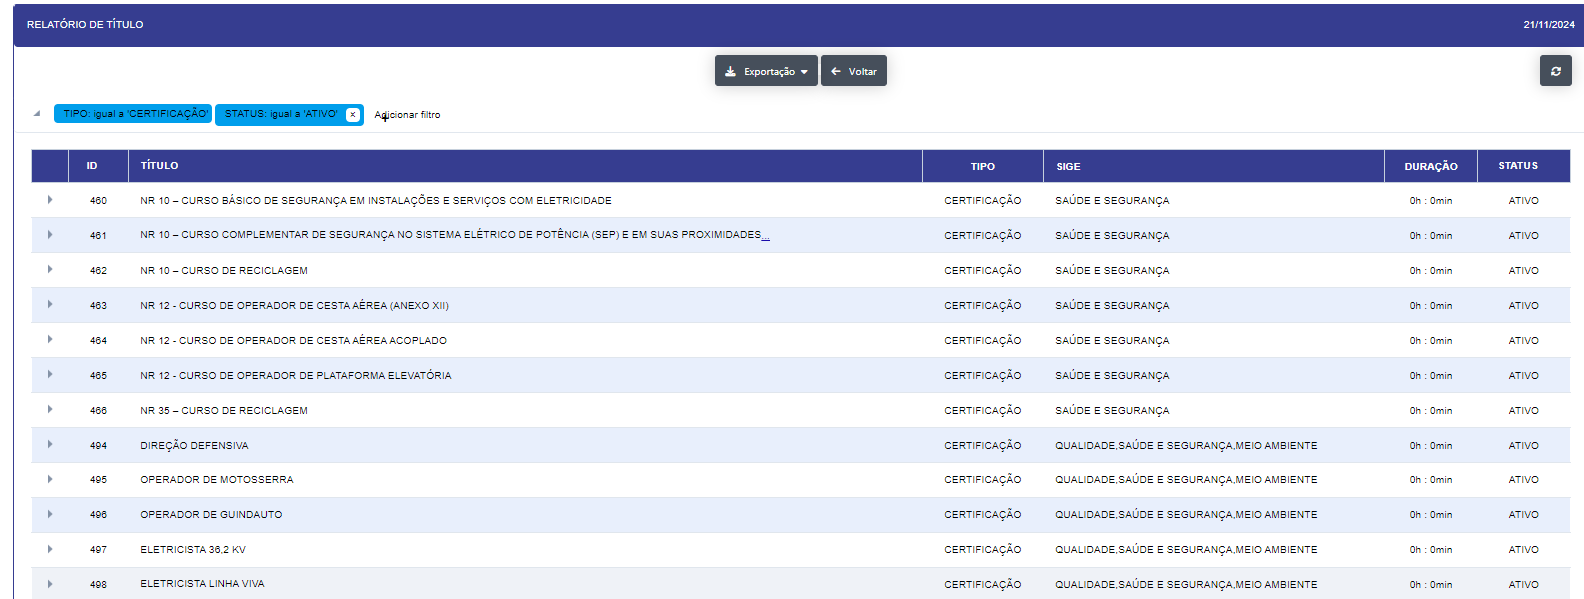 RELATÓRIO DE TÍTULO 21/11/2024
Exportação Voltar
TIPO: igual a 'CERTIFICAÇÃO' STATUS: igual a 'ATIVO' x Adicionar filtro
ID TÍTULO TIPO SIGE DURAÇÃO STATUS
460 NR 10 – CURSO BÁSICO DE SEGURANÇA EM INSTALAÇÕES E SERVIÇOS COM ELETRICIDADE CERTIFICAÇÃO SAÚDE E SEGURANÇA 0h : 0min ATIVO
461 NR 10 – CURSO COMPLEMENTAR DE SEGURANÇA NO SISTEMA ELÉTRICO DE POTÊNCIA (SEP) E EM SUAS PROXIMIDADES... CERTIFICAÇÃO SAÚDE E SEGURANÇA 0h : 0min ATIVO
462 NR 10 – CURSO DE RECICLAGEM CERTIFICAÇÃO SAÚDE E SEGURANÇA 0h : 0min ATIVO
463 NR 12 - CURSO DE OPERADOR DE CESTA AÉREA (ANEXO XII) CERTIFICAÇÃO SAÚDE E SEGURANÇA 0h : 0min ATIVO
464 NR 12 - CURSO DE OPERADOR DE CESTA AÉREA ACOPLADO CERTIFICAÇÃO SAÚDE E SEGURANÇA 0h : 0min ATIVO
465 NR 12 - CURSO DE OPERADOR DE PLATAFORMA ELEVATÓRIA CERTIFICAÇÃO SAÚDE E SEGURANÇA 0h : 0min ATIVO
466 NR 35 – CURSO DE RECICLAGEM CERTIFICAÇÃO SAÚDE E SEGURANÇA 0h : 0min ATIVO
494 DIREÇÃO DEFENSIVA CERTIFICAÇÃO QUALIDADE,SAÚDE E SEGURANÇA,MEIO AMBIENTE 0h : 0min ATIVO
495 OPERADOR DE MOTOSSERRA CERTIFICAÇÃO QUALIDADE,SAÚDE E SEGURANÇA,MEIO AMBIENTE 0h : 0min ATIVO
496 OPERADOR DE GUINDAUTO CERTIFICAÇÃO QUALIDADE,SAÚDE E SEGURANÇA,MEIO AMBIENTE 0h : 0min ATIVO
497 ELETRICISTA 36,2 KV CERTIFICAÇÃO QUALIDADE,SAÚDE E SEGURANÇA,MEIO AMBIENTE 0h : 0min ATIVO
498 ELETRICISTA LINHA VIVA CERTIFICAÇÃO QUALIDADE,SAÚDE E SEGURANÇA,MEIO AMBIENTE 0h : 0min ATIVO